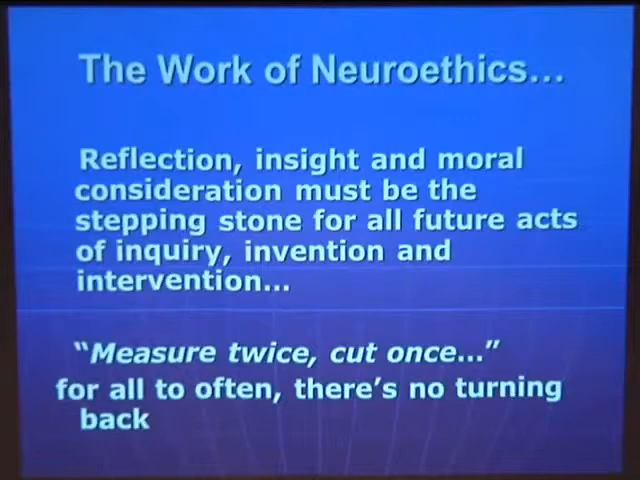 The Work of Neuroethics...
Reflection, insight and moral
consideration must be the
stepping stone for all future acts
of inquiry, invention and
intervention...
“Measure twice, cut once...”
for all to often, there’s no turning
back